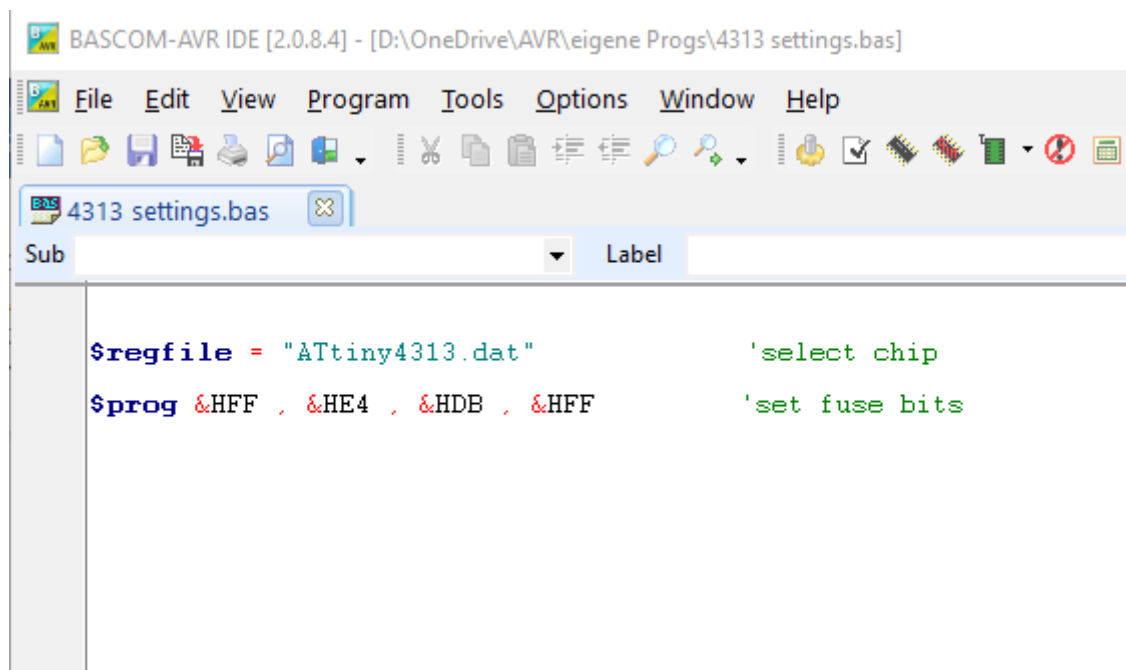 BASCOM-AVR IDE [2.0.8.4] - [D:\OneDrive\AVR\eigene Progs\4313 settings.bas]
File Edit View Program Tools Options Window Help
4313 settings.bas
Sub Label
$regfile = "ATtiny4313.dat" 'select chip
$prog &HFF , &HE4 , &HDB , &HFF 'set fuse bits